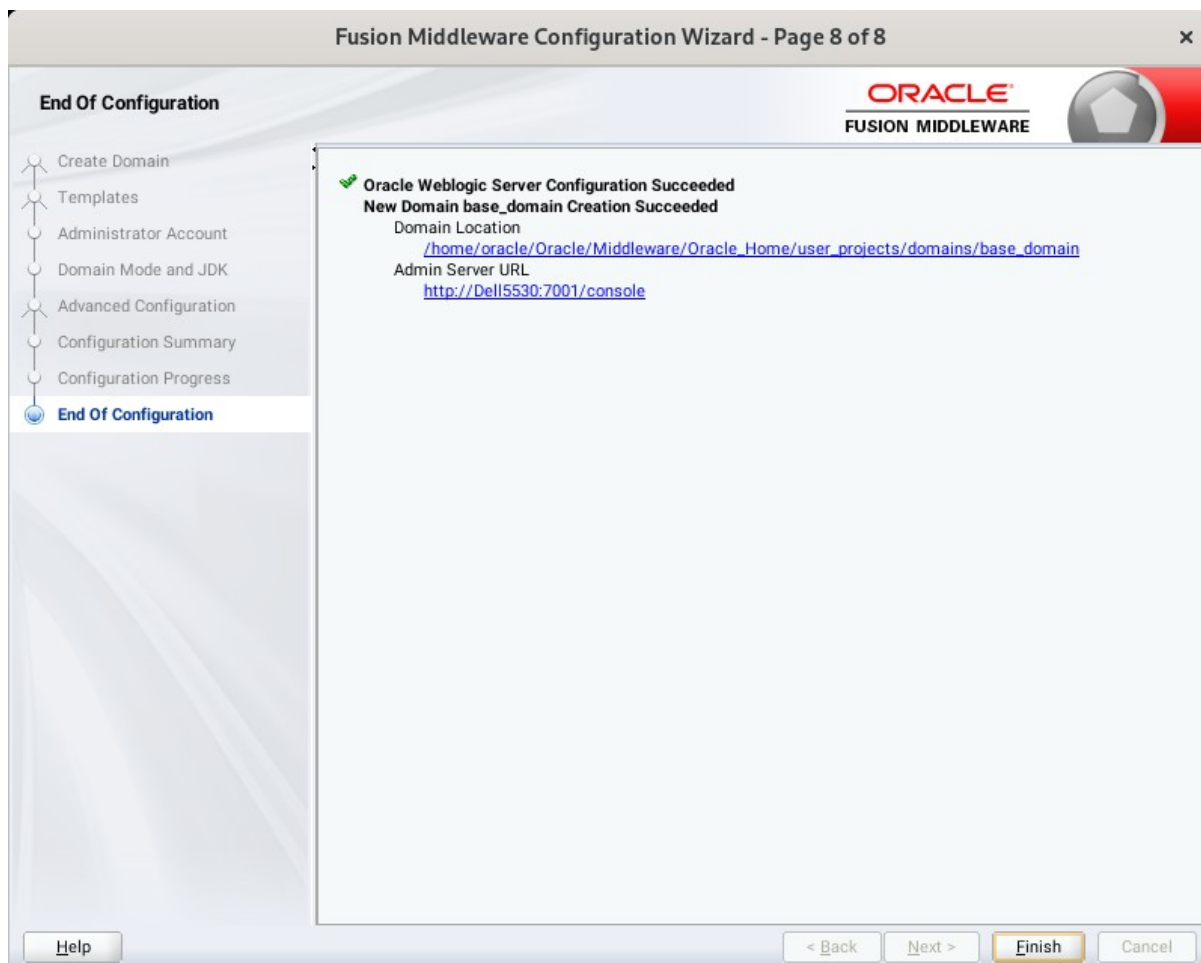 Fusion Middleware Configuration Wizard - Page 8 of 8
End Of Configuration
ORACLE
FUSION MIDDLEWARE
Create Domain
Templates
Administrator Account
Domain Mode and JDK
Advanced Configuration
Configuration Summary
Configuration Progress
End Of Configuration
Oracle Weblogic Server Configuration Succeeded
New Domain base_domain Creation Succeeded
Domain Location
/home/oracle/Oracle/Middleware/Oracle_Home/user_projects/domains/base_domain
Admin Server URL
http://Dell5530:7001/console
Help
< Back
Next >
Finish
Cancel